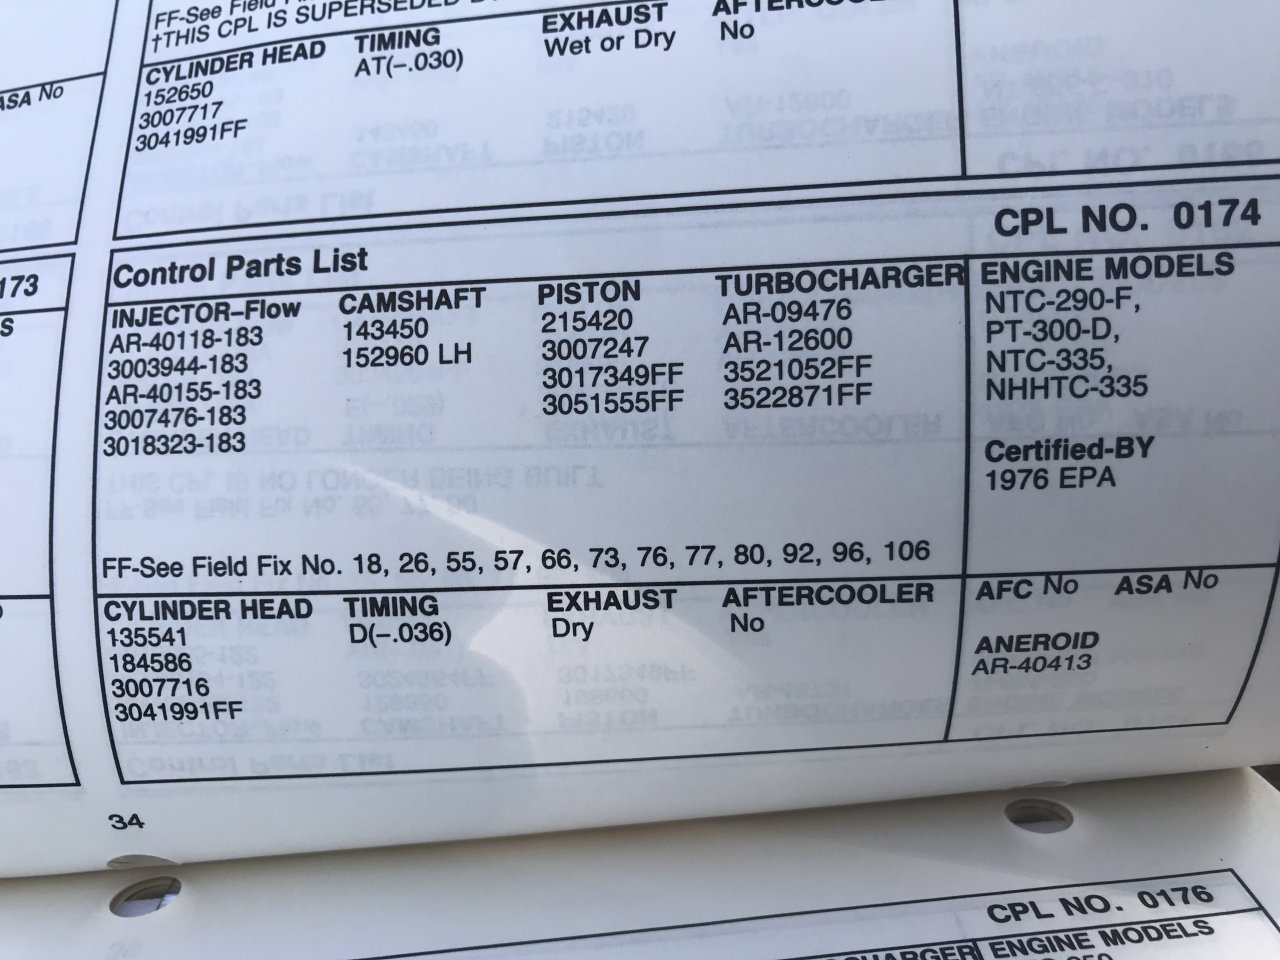 FF-See Field
†THIS CPL IS SUPERSEDED
CYLINDER HEAD TIMING EXHAUST AFTERCOOLER
152650 AT(-.030) Wet or Dry No
3007717
3041991FF
ASA No
173
S
Control Parts List CPL NO. 0174
INJECTOR-Flow CAMSHAFT PISTON TURBOCHARGER ENGINE MODELS
AR-40118-183 143450 215420 AR-09476 NTC-290-F,
3003944-183 152960 LH 3007247 AR-12600 PT-300-D,
AR-40155-183 3017349FF 3521052FF NTC-335,
3007476-183 3051555FF 3522871FF NHHTC-335
3018323-183
Certified-BY
1976 EPA
FF-See Field Fix No. 18, 26, 55, 57, 66, 73, 76, 77, 80, 92, 96, 106
CYLINDER HEAD TIMING EXHAUST AFTERCOOLER AFC No ASA No
135541 D(-.036) Dry No
184586 ANEROID
3007716 AR-40413
3041991FF
34
CPL NO. 0176
ENGINE MODELS